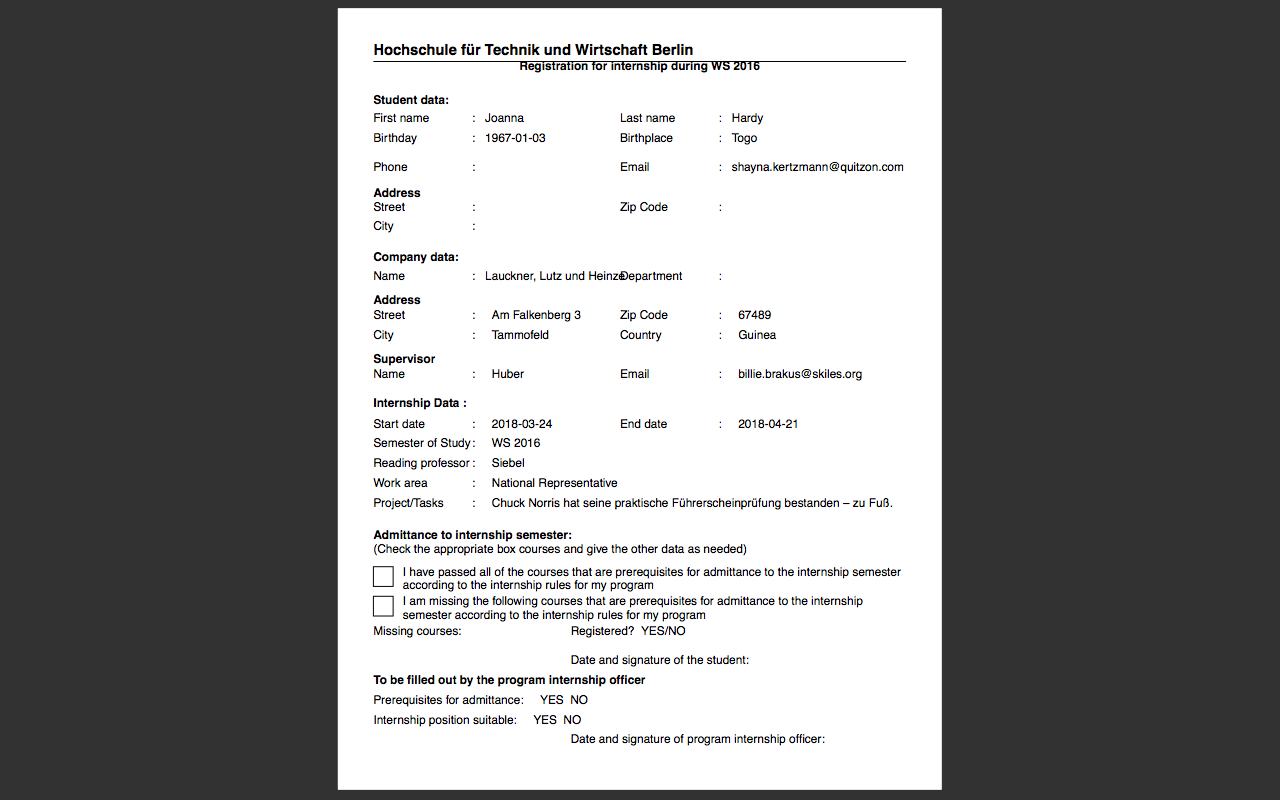 Hochschule für Technik und Wirtschaft Berlin
Registration for internship during WS 2016
Student data:
First name : Joanna Last name : Hardy
Birthday : 1967-01-03 Birthplace : Togo
Phone : Email : shayna.kertzmann@quitzon.com
Address
Street : Zip Code :
City :
Company data:
Name : Lauckner, Lutz und Heinze Department :
Address
Street : Am Falkenberg 3 Zip Code : 67489
City : Tammofeld Country : Guinea
Supervisor
Name : Huber Email : billie.brakus@skiles.org
Internship Data :
Start date : 2018-03-24 End date : 2018-04-21
Semester of Study : WS 2016
Reading professor : Siebel
Work area : National Representative
Project/Tasks : Chuck Norris hat seine praktische Führerscheinprüfung bestanden – zu Fuß.
Admittance to internship semester:
(Check the appropriate box courses and give the other data as needed)
I have passed all of the courses that are prerequisites for admittance to the internship semester
according to the internship rules for my program
I am missing the following courses that are prerequisites for admittance to the internship
semester according to the internship rules for my program
Missing courses: Registered? YES/NO
Date and signature of the student:
To be filled out by the program internship officer
Prerequisites for admittance: YES NO
Internship position suitable: YES NO
Date and signature of program internship officer: